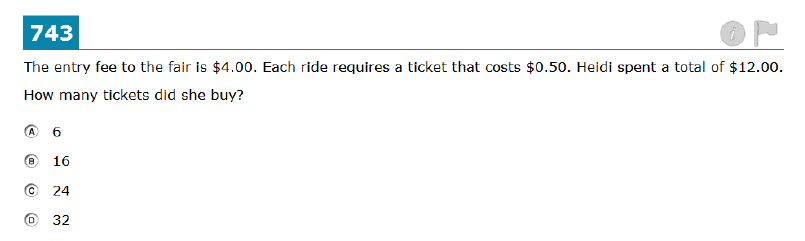 743
i
The entry fee to the fair is $4.00. Each ride requires a ticket that costs $0.50. Heidi spent a total of $12.00.
How many tickets did she buy?
A 6
B 16
C 24
D 32